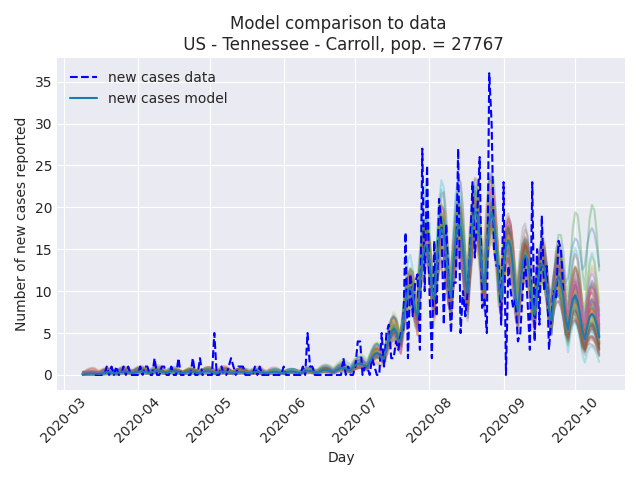 Model comparison to data
US - Tennessee - Carroll, pop. = 27767
new cases data
new cases model
Number of new cases reported
35
30
25
20
15
10
5
0
2020-03
2020-04
2020-05
2020-06
2020-07
2020-08
2020-09
2020-10
Day